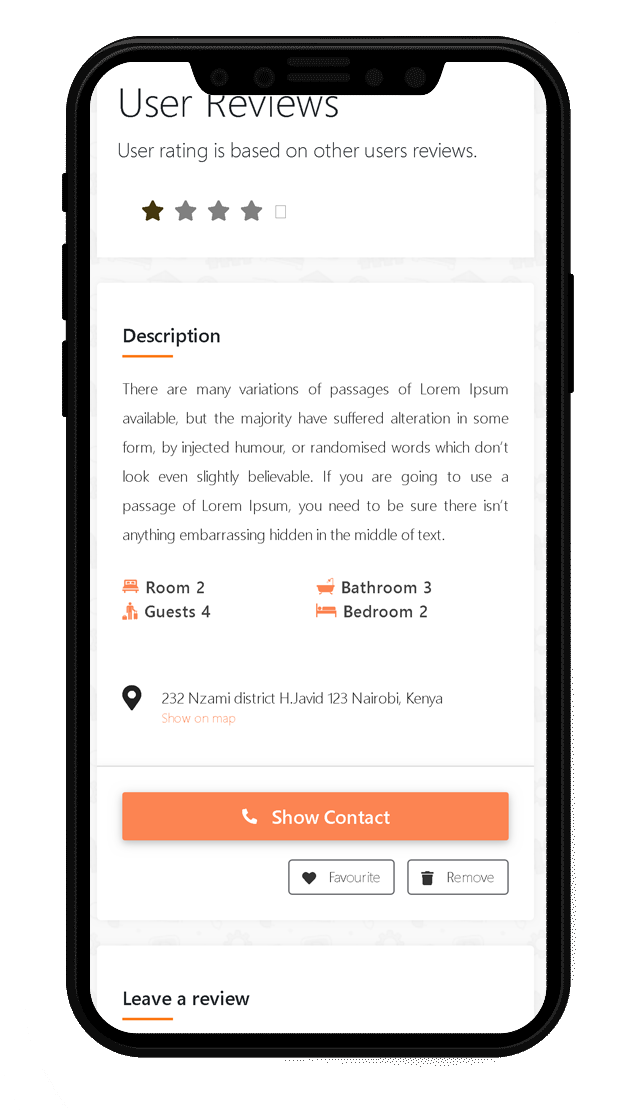 User Reviews
User rating is based on other users reviews.
Description
There are many variations of passages of Lorem Ipsum
available, but the majority have suffered alteration in some
form, by injected humour, or randomised words which don't
look even slightly believable. If you are going to use a
passage of Lorem Ipsum, you need to be sure there isn't
anything embarrassing hidden in the middle of text.
Room 2 Bathroom 3
Guests 4 Bedroom 2
232 Nzami district H.Javid 123 Nairobi, Kenya
Show on map
Show Contact
Favourite Remove
Leave a review